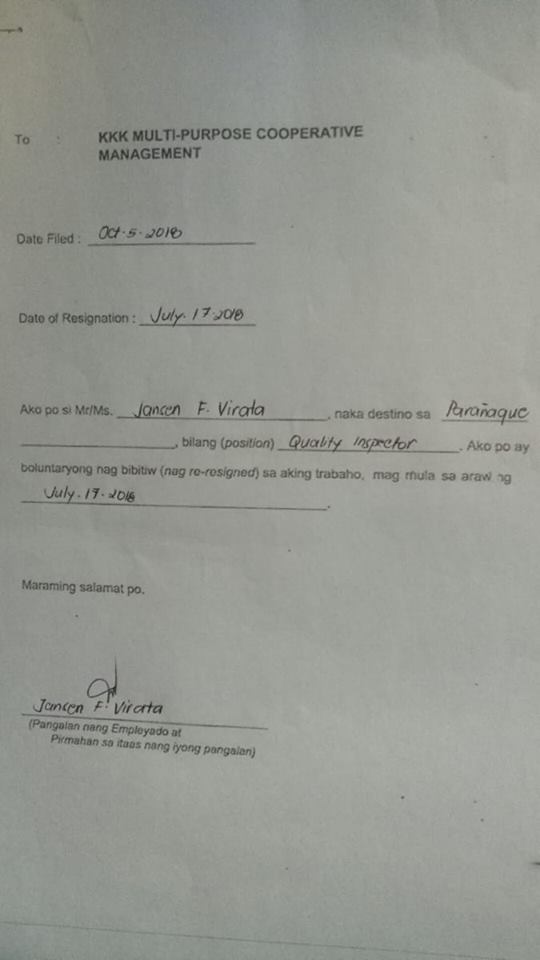 To : KKK MULTI-PURPOSE COOPERATIVE
MANAGEMENT
Date Filed : Oct. 5. 2018
Date of Resignation : July. 17. 2018
Ako po si Mr/Ms. Jansen F. Virata, naka destino sa Parañaque
, bilang (position) Quality Inspector. Ako po ay
boluntaryong nag bibitiw (nag re-resigned) sa aking trabaho, mag mula sa araw ng
July. 17. 2018.
Maraming salamat po.
Jansen F. Virata
(Pangalan nang Empleyado at
Pirmahan sa itaas nang iyong pangalan)